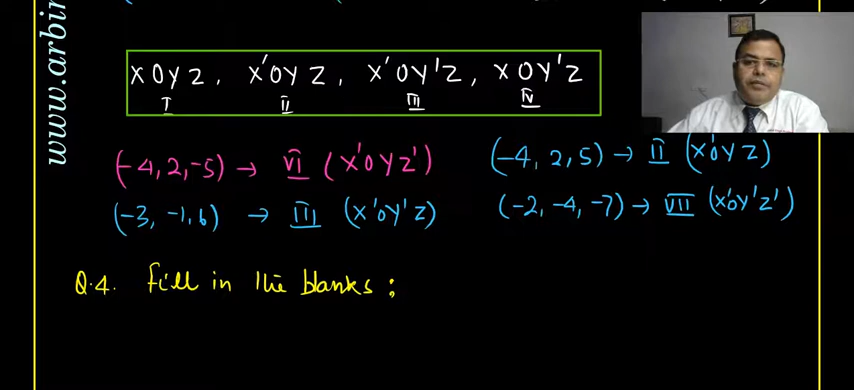 www.arbin
XOYZ, X'OYZ, X'OY'Z, XOY'Z
I II III IV
(-4, 2, -5) → VI (X'OYZ')
(-4, 2, 5) → II (X'OYZ)
(-3, -1, 6) → III (X'OY'Z)
(-2, -4, -7) → VII (X'OY'Z')
Q.4. Fill in the blanks: